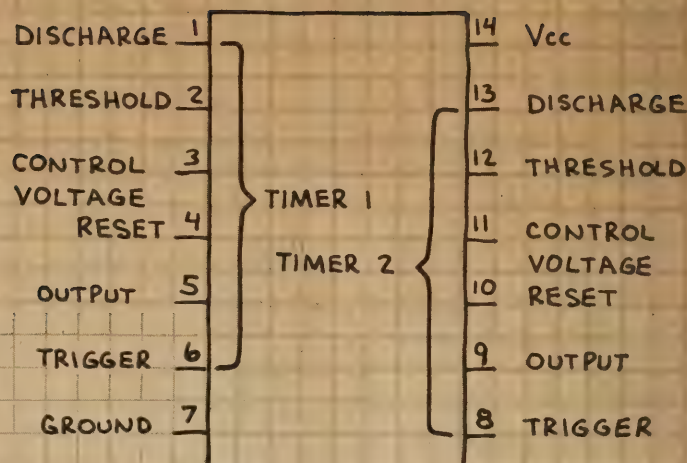 DISCHARGE 1
THRESHOLD 2
CONTROL 3
VOLTAGE
RESET 4
OUTPUT 5
TRIGGER 6
GROUND 7
TIMER 1
TIMER 2
14 Vcc
13 DISCHARGE
12 THRESHOLD
11 CONTROL
VOLTAGE
10 RESET
9 OUTPUT
8 TRIGGER